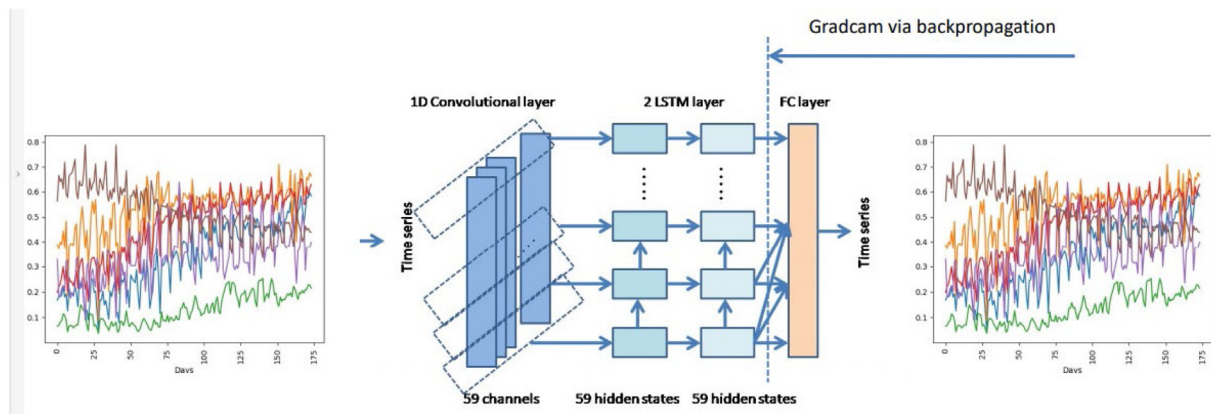 Gradcam via backpropagation
1D Convolutional layer
2 LSTM layer
FC layer
0.8
0.7
0.6
0.5
0.4
0.3
0.2
0.1
0
25
50
75
100
125
150
175
Days
Time series
59 channels
59 hidden states
59 hidden states
Time series
0.8
0.7
0.6
0.5
0.4
0.3
0.2
0.1
0
25
50
75
100
125
150
175
Days